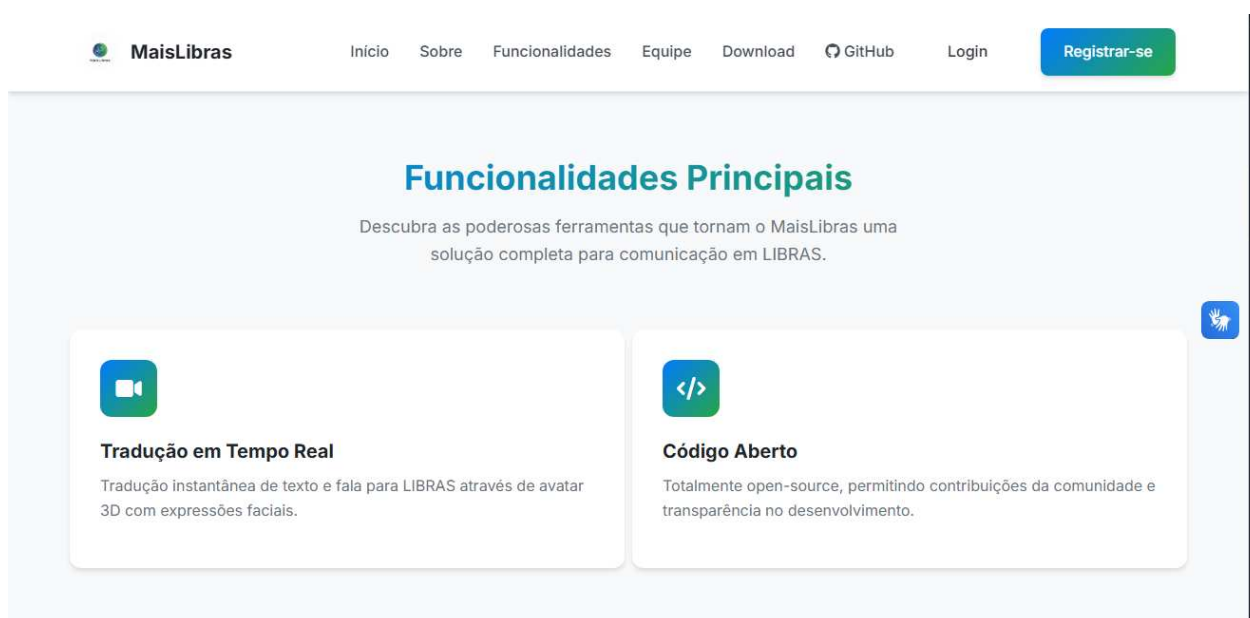 MaisLibras Início Sobre Funcionalidades Equipe Download GitHub Login Registrar-se
Funcionalidades Principais
Descubra as poderosas ferramentas que tornam o MaisLibras uma
solução completa para comunicação em LIBRAS.
</>
Tradução em Tempo Real
Tradução instantânea de texto e fala para LIBRAS através de avatar
3D com expressões faciais.
Código Aberto
Totalmente open-source, permitindo contribuições da comunidade e
transparência no desenvolvimento.